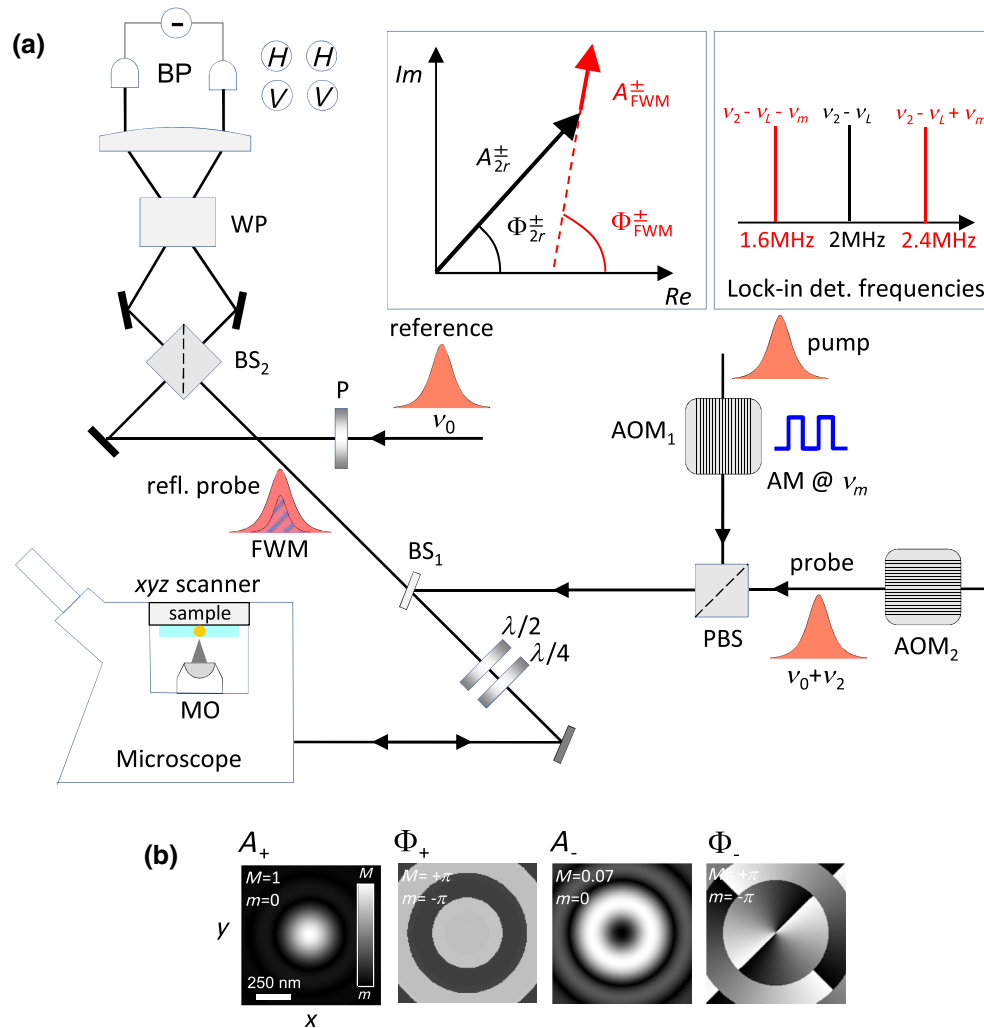 (a)
−
BP
H H
V V
WP
BS₂
Im
A±FWM
A±2r
Φ±2r
Φ±FWM
Re
ν₂ - νL - νm
ν₂ - νL
ν₂ - νL + νm
1.6MHz
2MHz
2.4MHz
Lock-in det. frequencies
reference
P
ν₀
pump
AOM₁
AM @ νm
refl. probe
FWM
BS₁
probe
PBS
ν₀+ν₂
AOM₂
xyz scanner
sample
MO
Microscope
λ/2
λ/4
(b)
A₊
Φ₊
A₋
Φ₋
M=1
m=0
M
m
250 nm
M= +π
m= -π
M=0.07
m=0
M= +π
m= -π
y
x